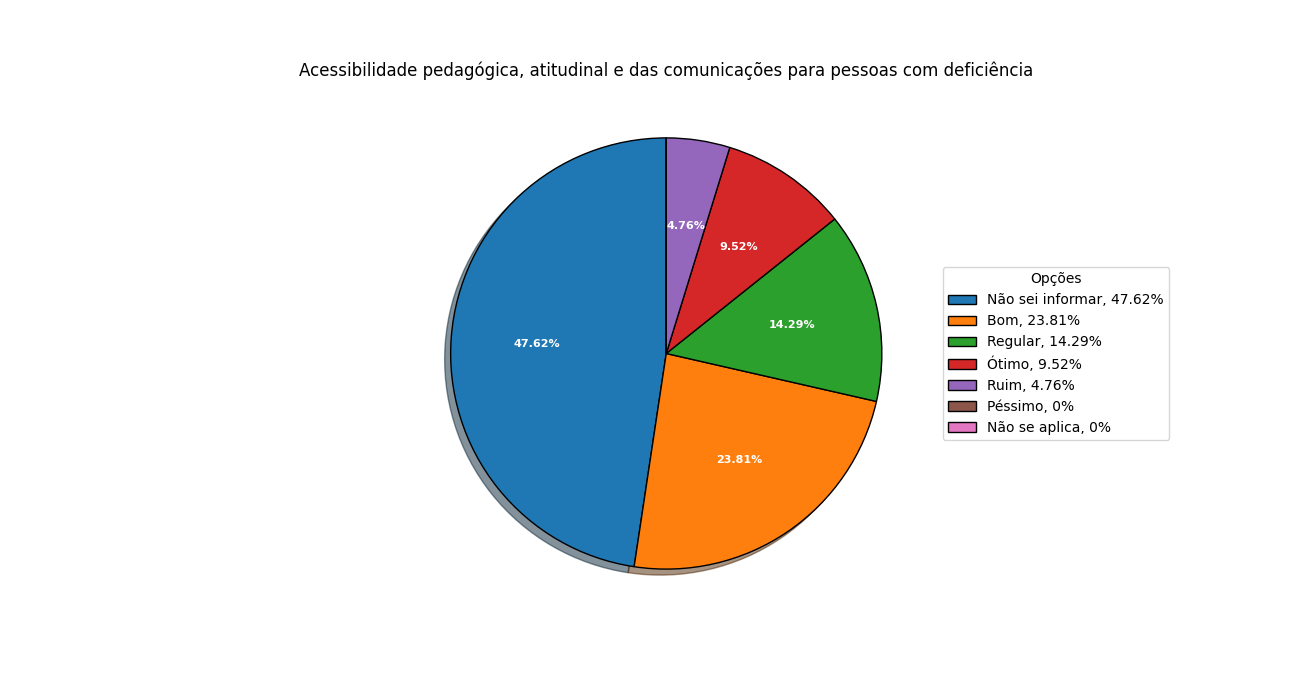 Acessibilidade pedagógica, atitudinal e das comunicações para pessoas com deficiência
4.76%
9.52%
14.29%
47.62%
23.81%
Opções
Não sei informar, 47.62%
Bom, 23.81%
Regular, 14.29%
Ótimo, 9.52%
Ruim, 4.76%
Péssimo, 0%
Não se aplica, 0%